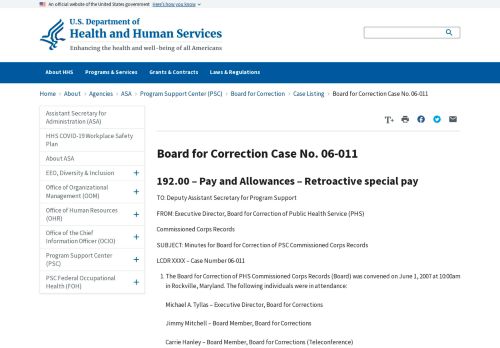 An official website of the United States government Here's how you know
U.S. Department of
Health and Human Services
Enhancing the health and well-being of all Americans
About HHS Programs & Services Grants & Contracts Laws & Regulations
Home › About › Agencies › ASA › Program Support Center (PSC) › Board for Correction › Case Listing › Board for Correction Case No. 06-011
Assistant Secretary for
Administration (ASA)
HHS COVID-19 Workplace Safety
Plan
About ASA
EEO, Diversity & Inclusion +
Office of Organizational
Management (OOM) +
Office of Human Resources
(OHR) +
Office of the Chief
Information Officer (OCIO) +
Program Support Center
(PSC) +
PSC Federal Occupational
Health (FOH) +
T+
Board for Correction Case No. 06-011
192.00 – Pay and Allowances – Retroactive special pay
TO: Deputy Assistant Secretary for Program Support
FROM: Executive Director, Board for Correction of Public Health Service (PHS)
Commissioned Corps Records
SUBJECT: Minutes for Board for Correction of PSC Commissioned Corps Records
LCDR XXXX – Case Number 06-011
1. The Board for Correction of PHS Commissioned Corps Records (Board) was convened on June 1, 2007 at 10:00am
in Rockville, Maryland. The following individuals were in attendance:
Michael A. Tyllas – Executive Director, Board for Corrections
Jimmy Mitchell – Board Member, Board for Corrections
Carrie Hanley – Board Member, Board for Corrections (Teleconference)